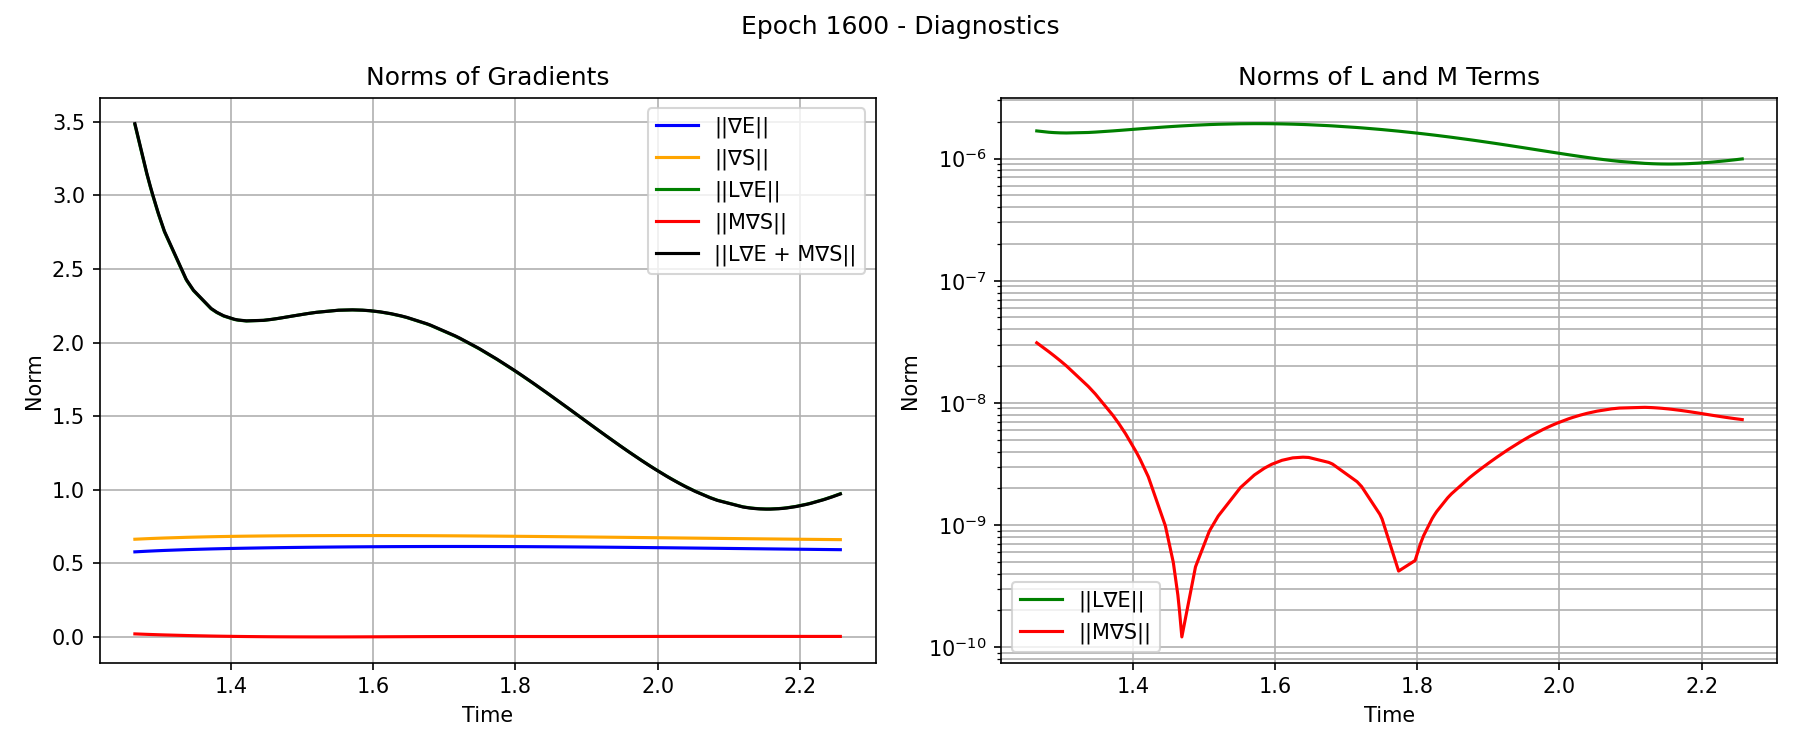 Epoch 1600 - Diagnostics
Norms of Gradients
Norm
3.5
3.0
2.5
2.0
1.5
1.0
0.5
0.0
||∇E||
||∇S||
||L∇E||
||M∇S||
||L∇E + M∇S||
1.4 1.6 1.8 2.0 2.2
Time
Norms of L and M Terms
Norm
10⁻⁶
10⁻⁷
10⁻⁸
10⁻⁹
10⁻¹⁰
||L∇E||
||M∇S||
1.4 1.6 1.8 2.0 2.2
Time